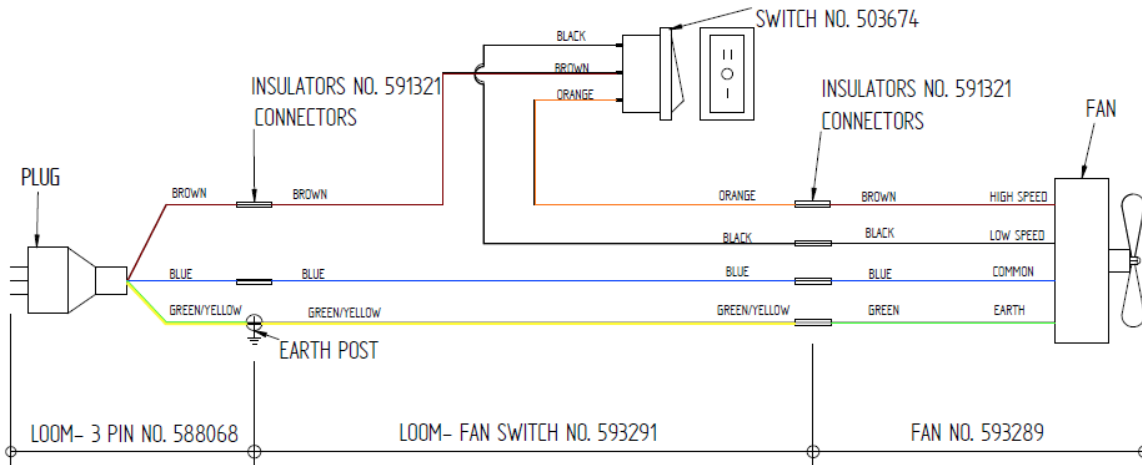 SWITCH NO. 503674
BLACK
BROWN
ORANGE
II
O
I
INSULATORS NO. 591321
CONNECTORS
INSULATORS NO. 591321
CONNECTORS
FAN
PLUG
BROWN
BROWN
ORANGE
BROWN
HIGH SPEED
BLACK
BLACK
LOW SPEED
BLUE
BLUE
BLUE
BLUE
COMMON
GREEN/YELLOW
GREEN/YELLOW
GREEN/YELLOW
GREEN
EARTH
EARTH POST
LOOM- 3 PIN NO. 588068
LOOM- FAN SWITCH NO. 593291
FAN NO. 593289